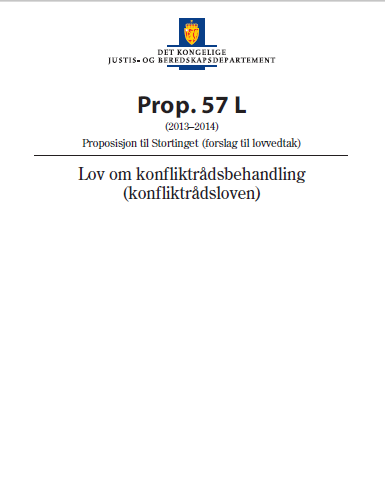 DET KONGELIGE
JUSTIS- OG BEREDSKAPSDEPARTEMENT
Prop. 57 L
(2013–2014)
Proposisjon til Stortinget (forslag til lovvedtak)
Lov om konfliktrådsbehandling
(konfliktrådsloven)